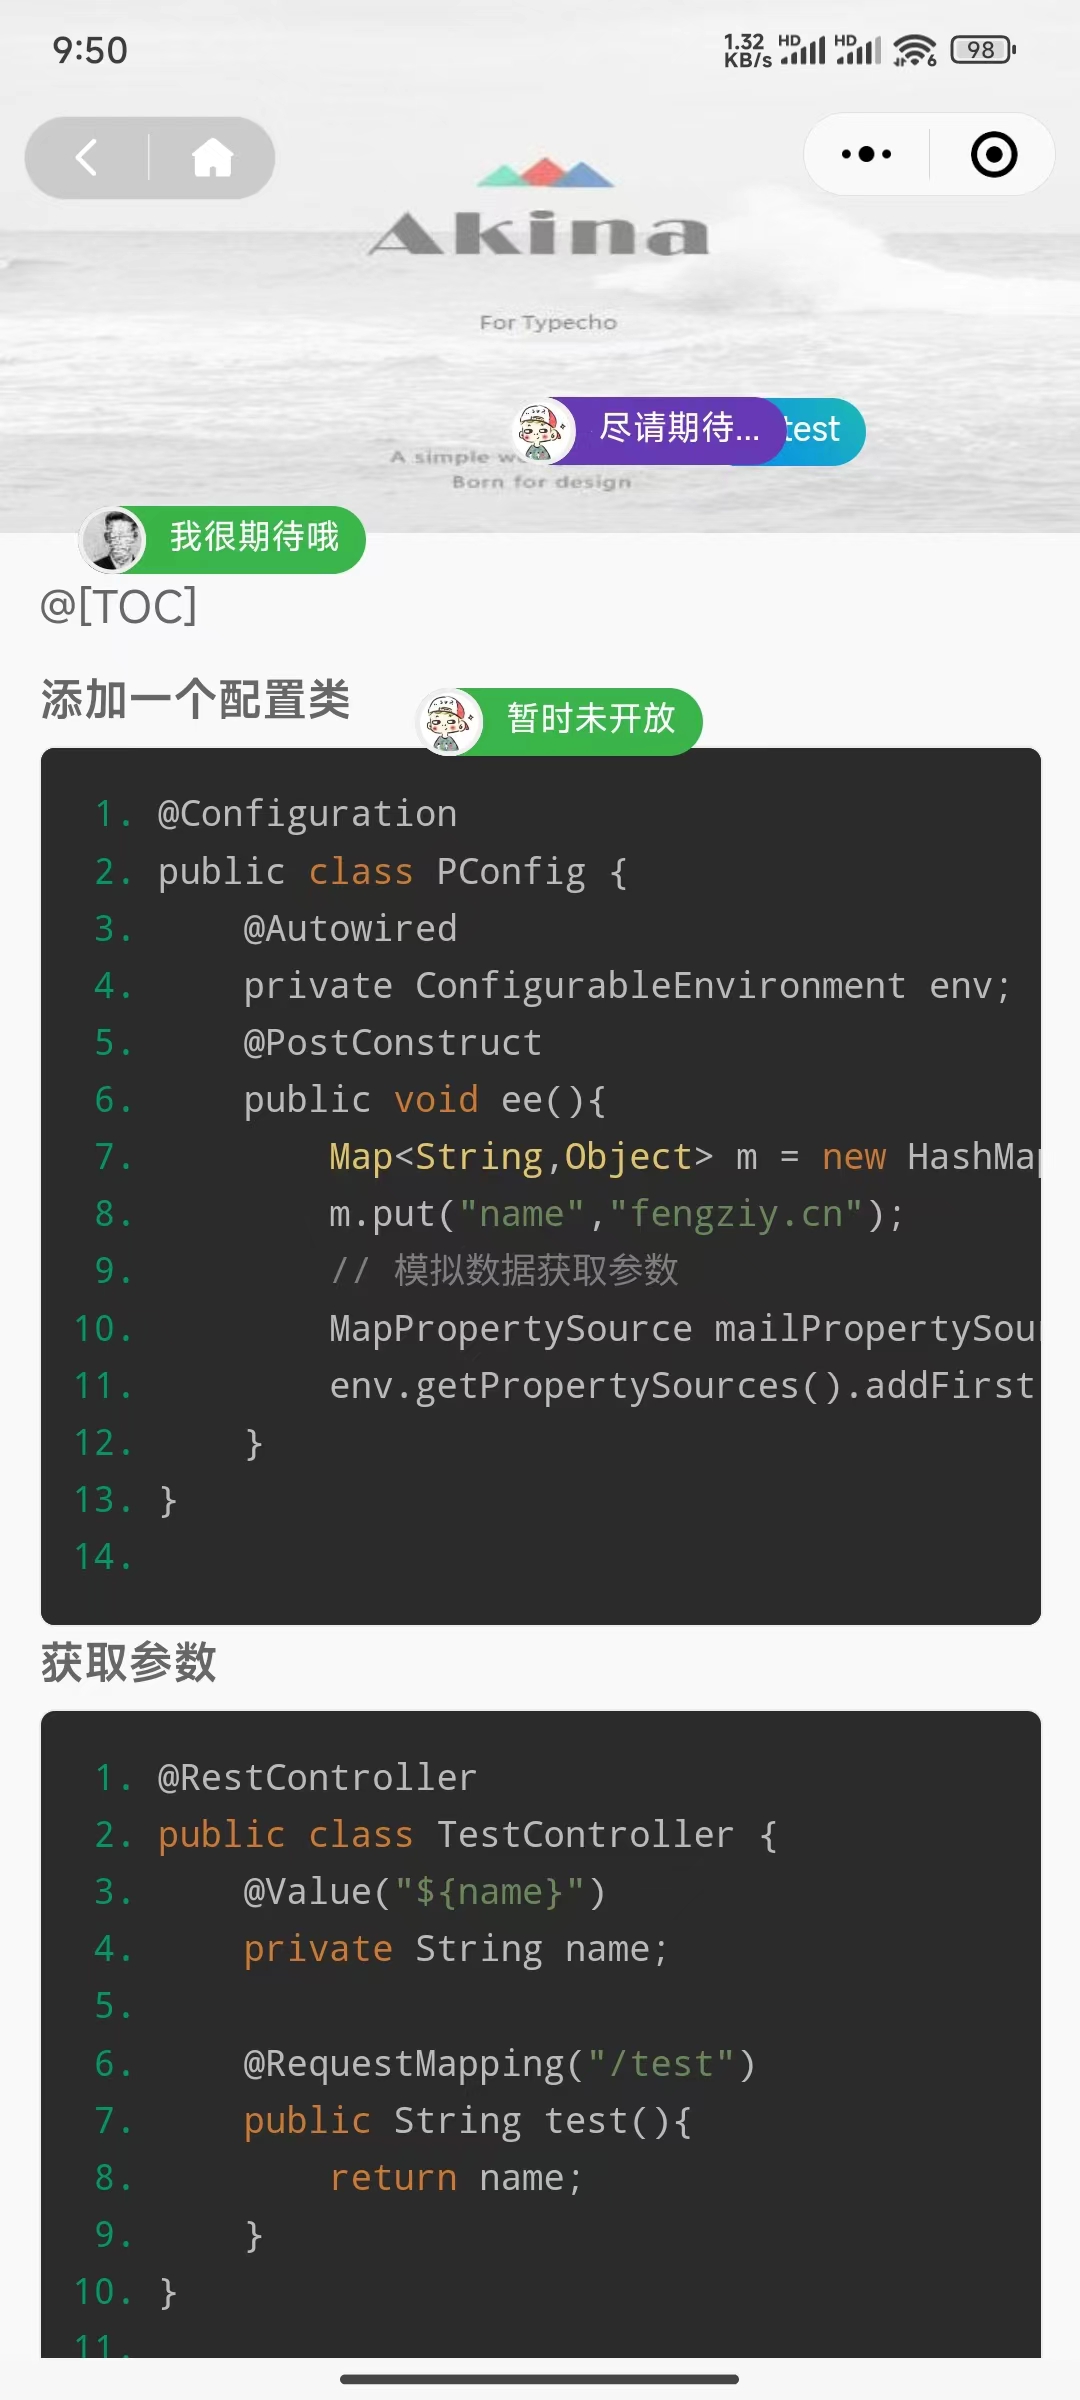 9:50
1.32
KB/s
HD
HD
6
98
Akina
For Typecho
尽请期待...
test
A simple
Born for design
我很期待哦
@[TOC]
添加一个配置类
暂时未开放
1. @Configuration
2. public class PConfig {
3. @Autowired
4. private ConfigurableEnvironment env;
5. @PostConstruct
6. public void ee(){
7. Map<String,Object> m = new HashMap
8. m.put("name","fengziy.cn");
9. // 模拟数据获取参数
10. MapPropertySource mailPropertySour
11. env.getPropertySources().addFirst
12. }
13. }
14.
获取参数
1. @RestController
2. public class TestController {
3. @Value("${name}")
4. private String name;
5.
6. @RequestMapping("/test")
7. public String test(){
8. return name;
9. }
10. }
11.